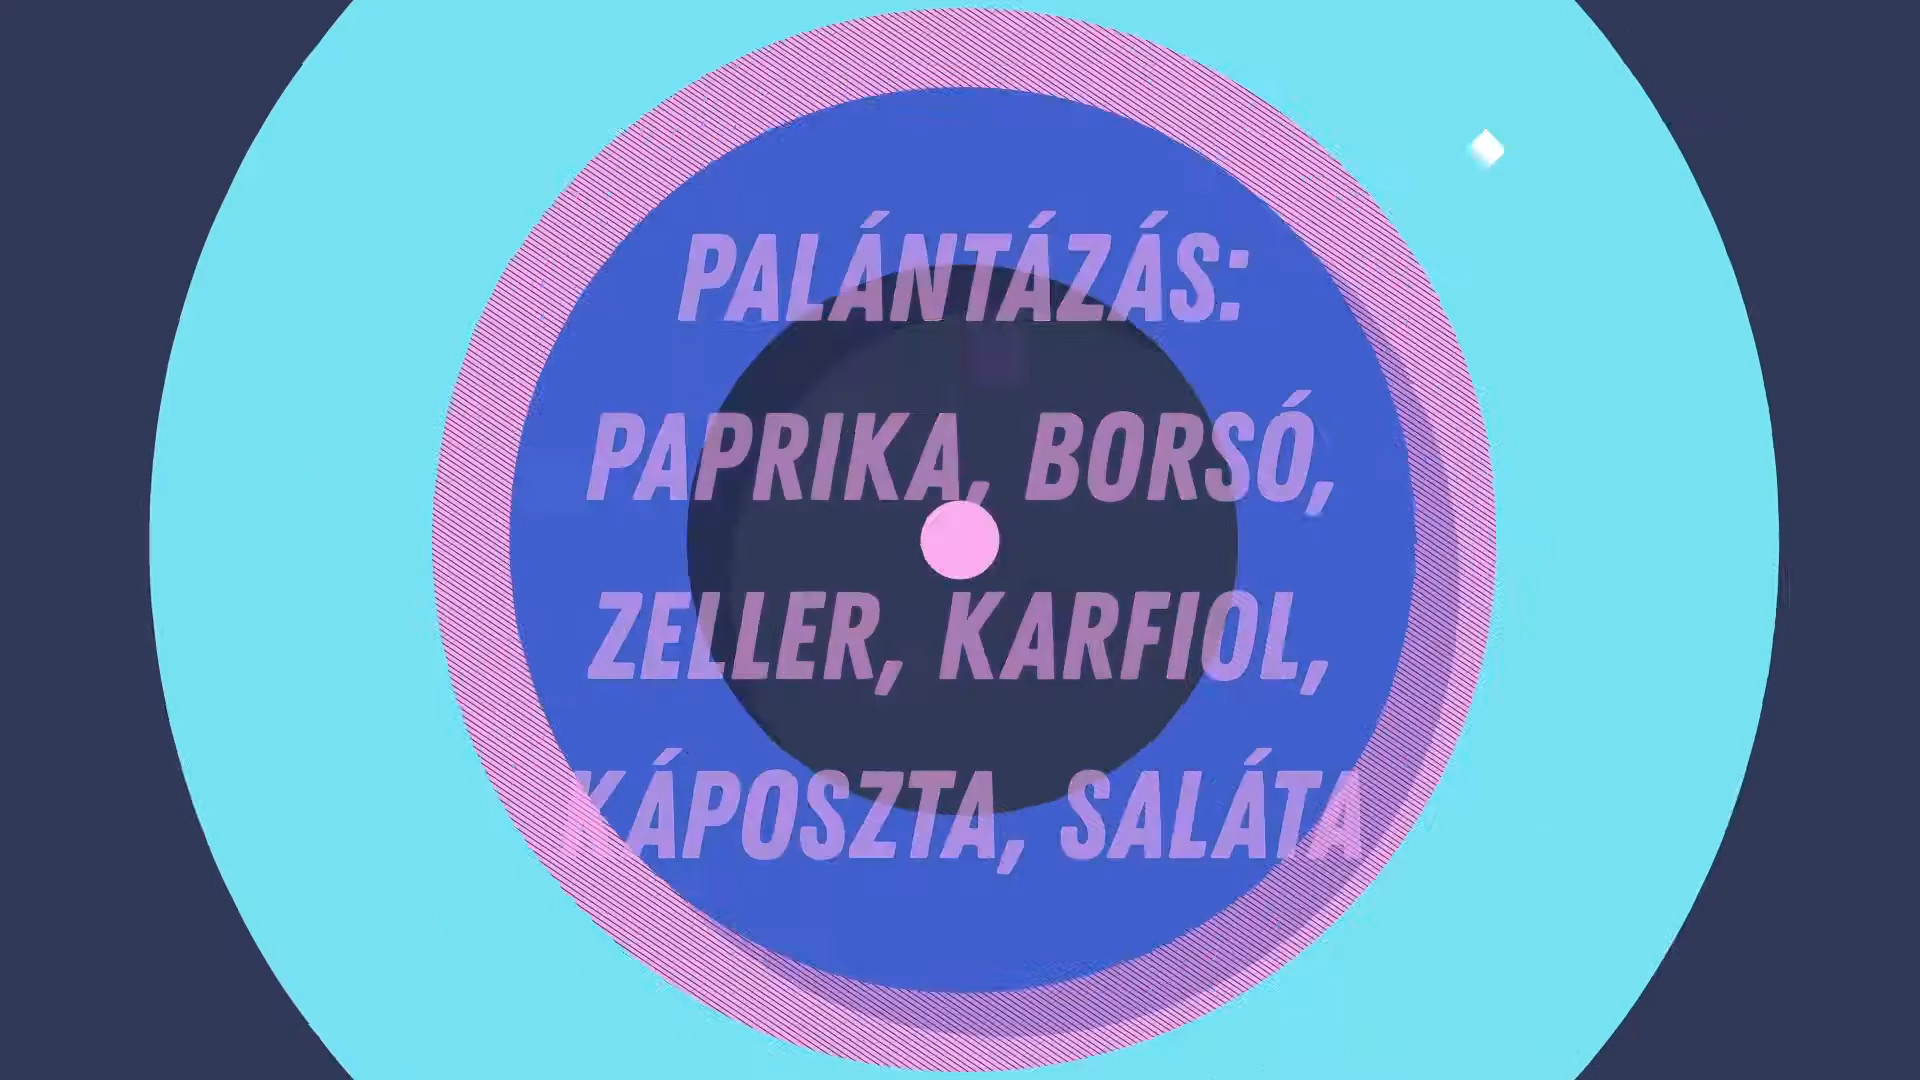 PALÁNTÁZÁS:
PAPRIKA, BORSÓ,
ZELLER, KARFIOL,
KÁPOSZTA, SALÁTA